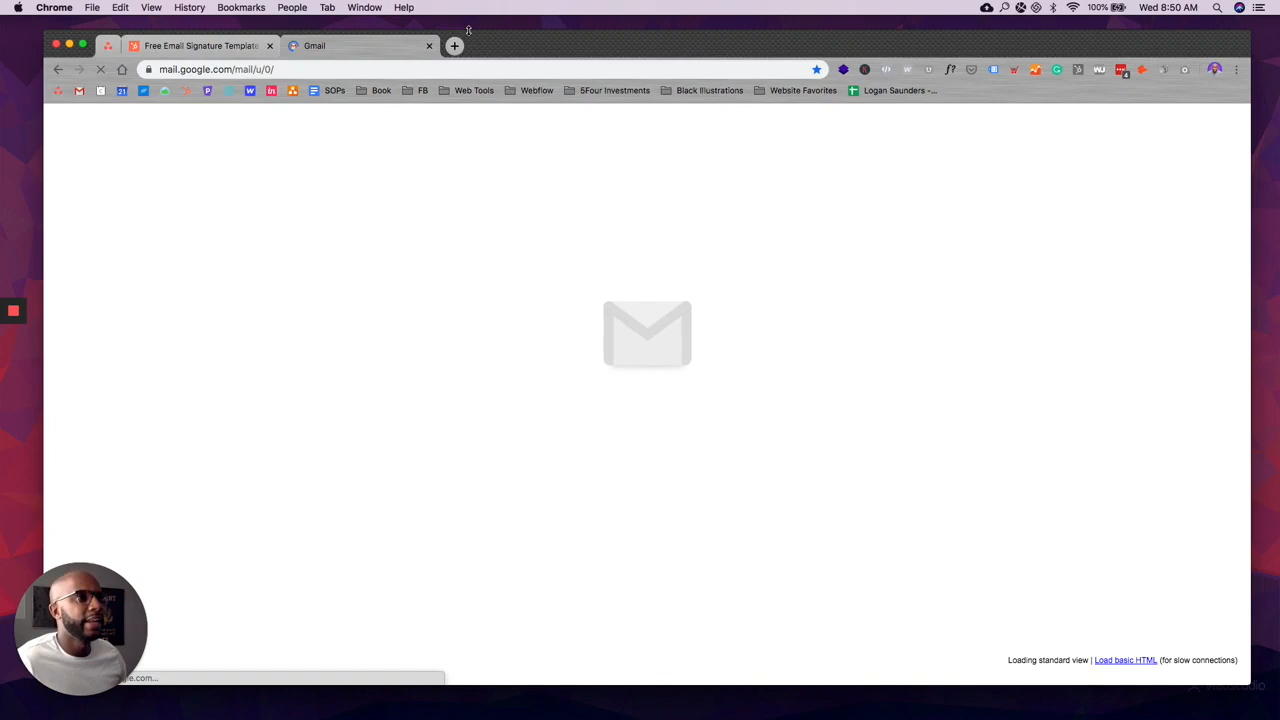 Chrome File Edit View History Bookmarks People Tab Window Help 100% Wed 8:50 AM
Free Email Signature Template Gmail
mail.google.com/mail/u/0/
SOPs Book FB Web Tools Webflow 5Four Investments Black Illustrations Website Favorites Logan Saunders -...
Loading standard view | Load basic HTML (for slow connections)